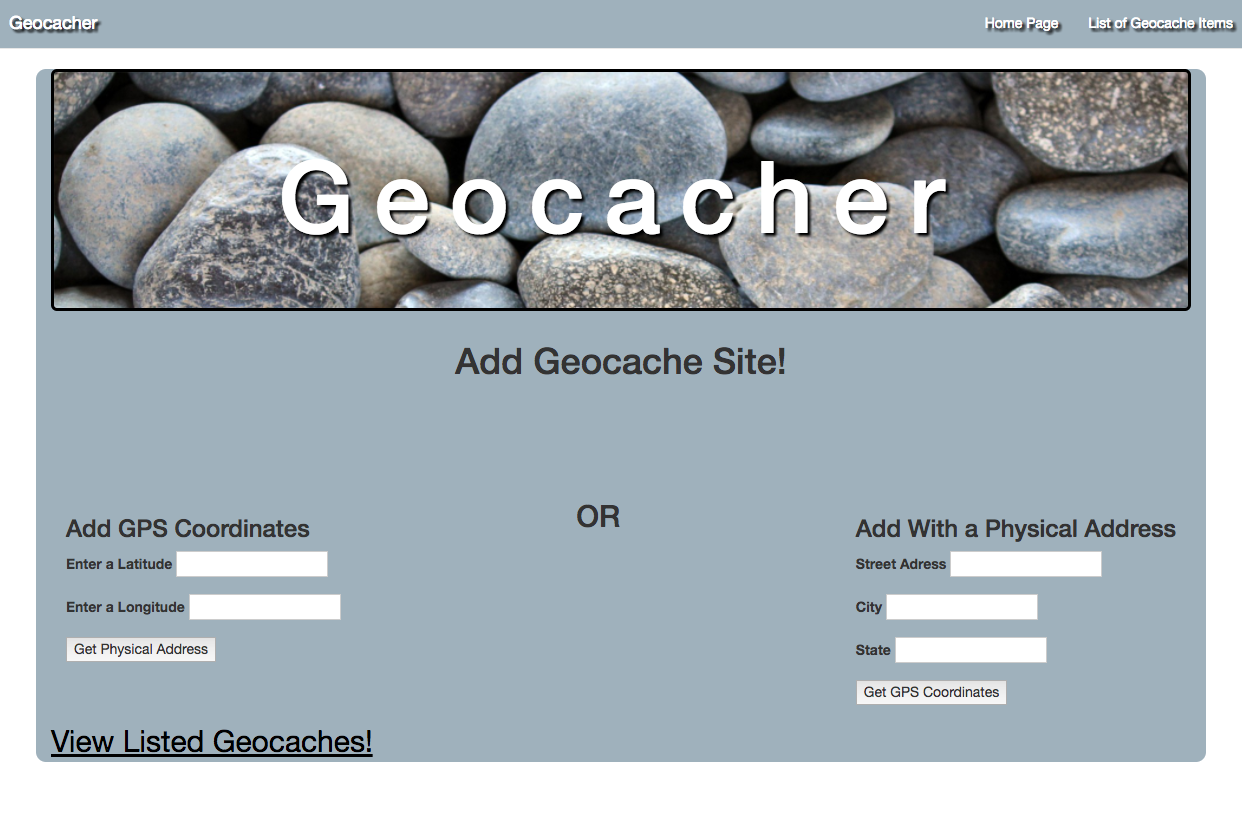 Geocacher
Home Page
List of Geocache Items
Geocacher
Add Geocache Site!
OR
Add GPS Coordinates
Enter a Latitude
Enter a Longitude
Get Physical Address
Add With a Physical Address
Street Adress
City
State
Get GPS Coordinates
View Listed Geocaches!